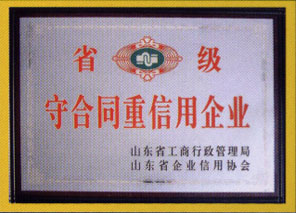 省级
守合同重信用企业
山东省工商行政管理局
山东省企业信用协会